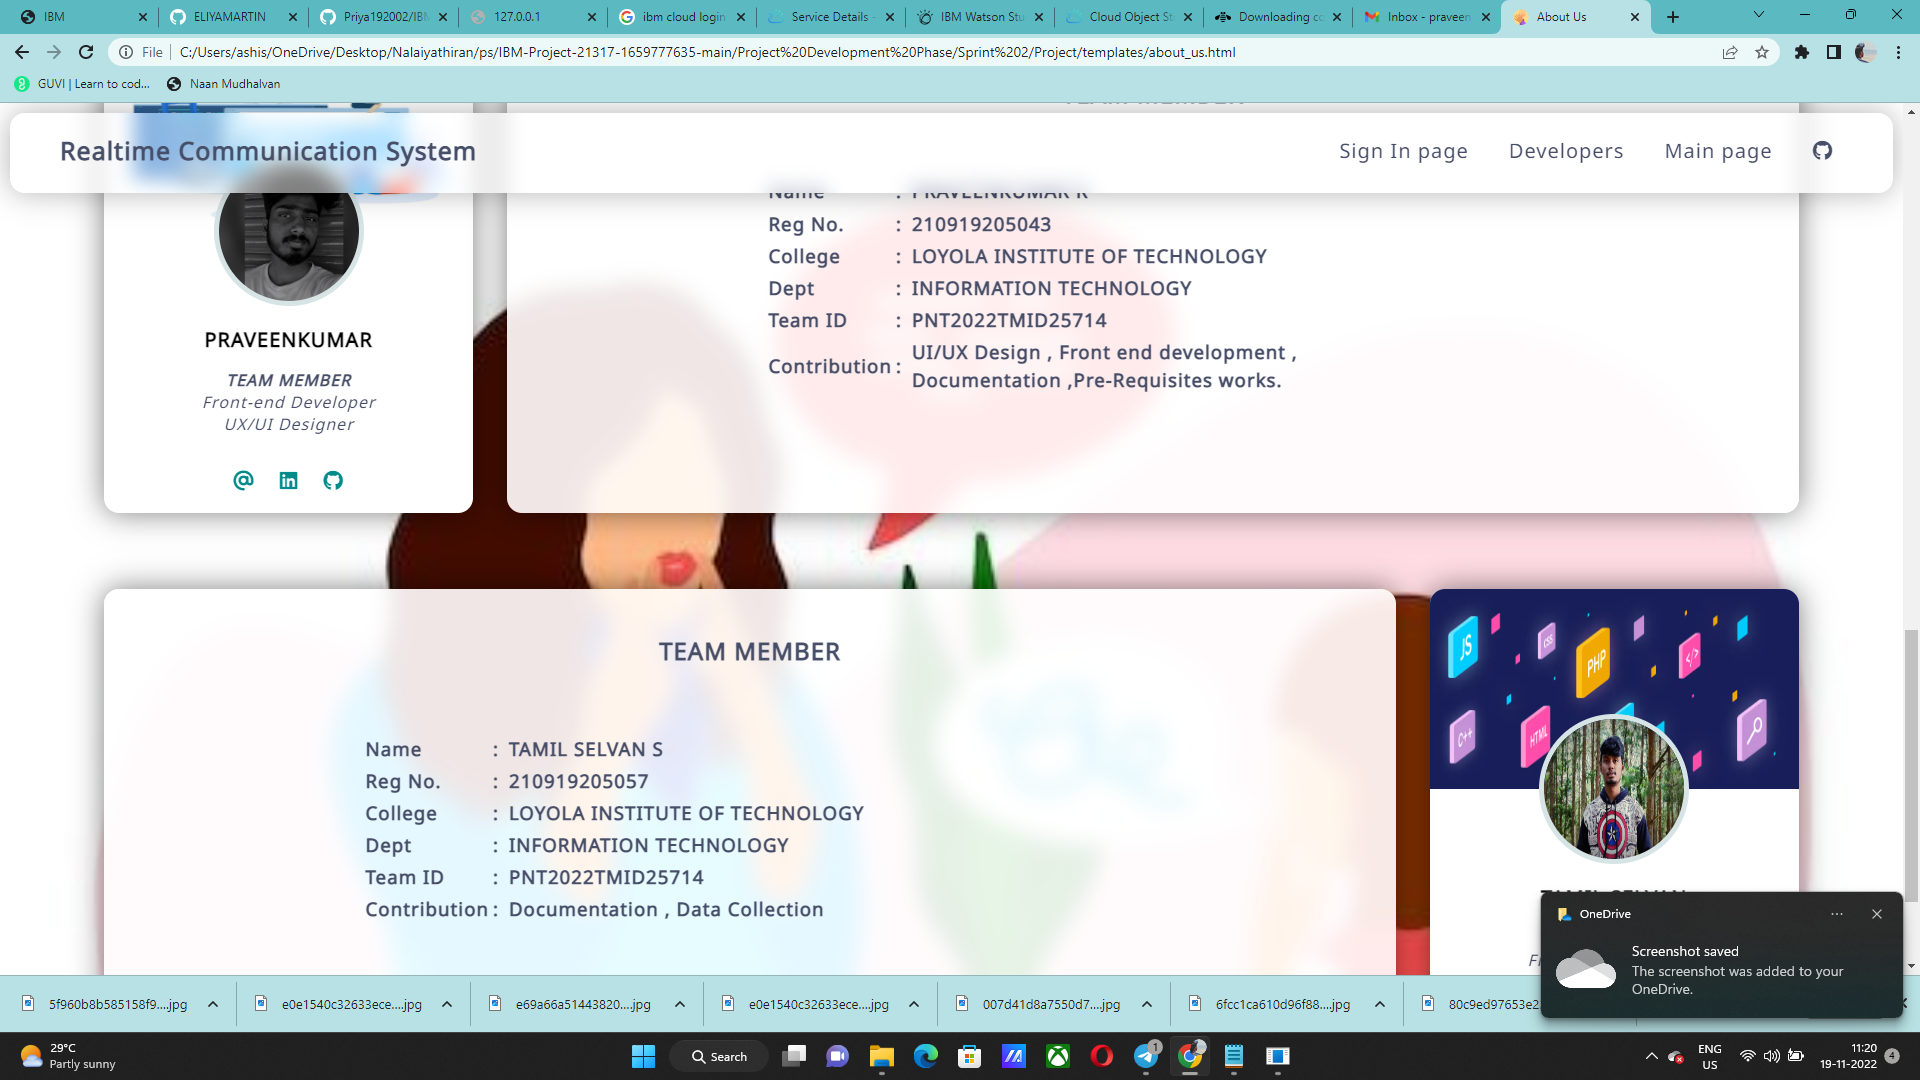 IBM
ELIYAMARTIN
Priya192002/IBM
127.0.0.1
ibm cloud login
Service Details -
IBM Watson Stu
Cloud Object St
Downloading co
Inbox - praveen
About Us
File
C:/Users/ashis/OneDrive/Desktop/Nalaiyathiran/ps/IBM-Project-21317-1659777635-main/Project%20Development%20Phase/Sprint%202/Project/templates/about_us.html
GUVI | Learn to cod...
Naan Mudhalvan
Realtime Communication System
Sign In page
Developers
Main page
Name : PRAVEENKUMAR R
Reg No. : 210919205043
College : LOYOLA INSTITUTE OF TECHNOLOGY
Dept : INFORMATION TECHNOLOGY
Team ID : PNT2022TMID25714
Contribution : UI/UX Design , Front end development ,
Documentation ,Pre-Requisites works.
PRAVEENKUMAR
TEAM MEMBER
Front-end Developer
UX/UI Designer
TEAM MEMBER
Name : TAMIL SELVAN S
Reg No. : 210919205057
College : LOYOLA INSTITUTE OF TECHNOLOGY
Dept : INFORMATION TECHNOLOGY
Team ID : PNT2022TMID25714
Contribution : Documentation , Data Collection
JS
CSS
PHP
</>
C++
HTML
OneDrive
Screenshot saved
The screenshot was added to your
OneDrive.
5f960b8b585158f9....jpg
e0e1540c32633ece....jpg
e69a66a51443820....jpg
e0e1540c32633ece....jpg
007d41d8a7550d7....jpg
6fcc1ca610d96f88....jpg
29°C
Partly sunny
Search
1
ENG
US
11:20
19-11-2022
4